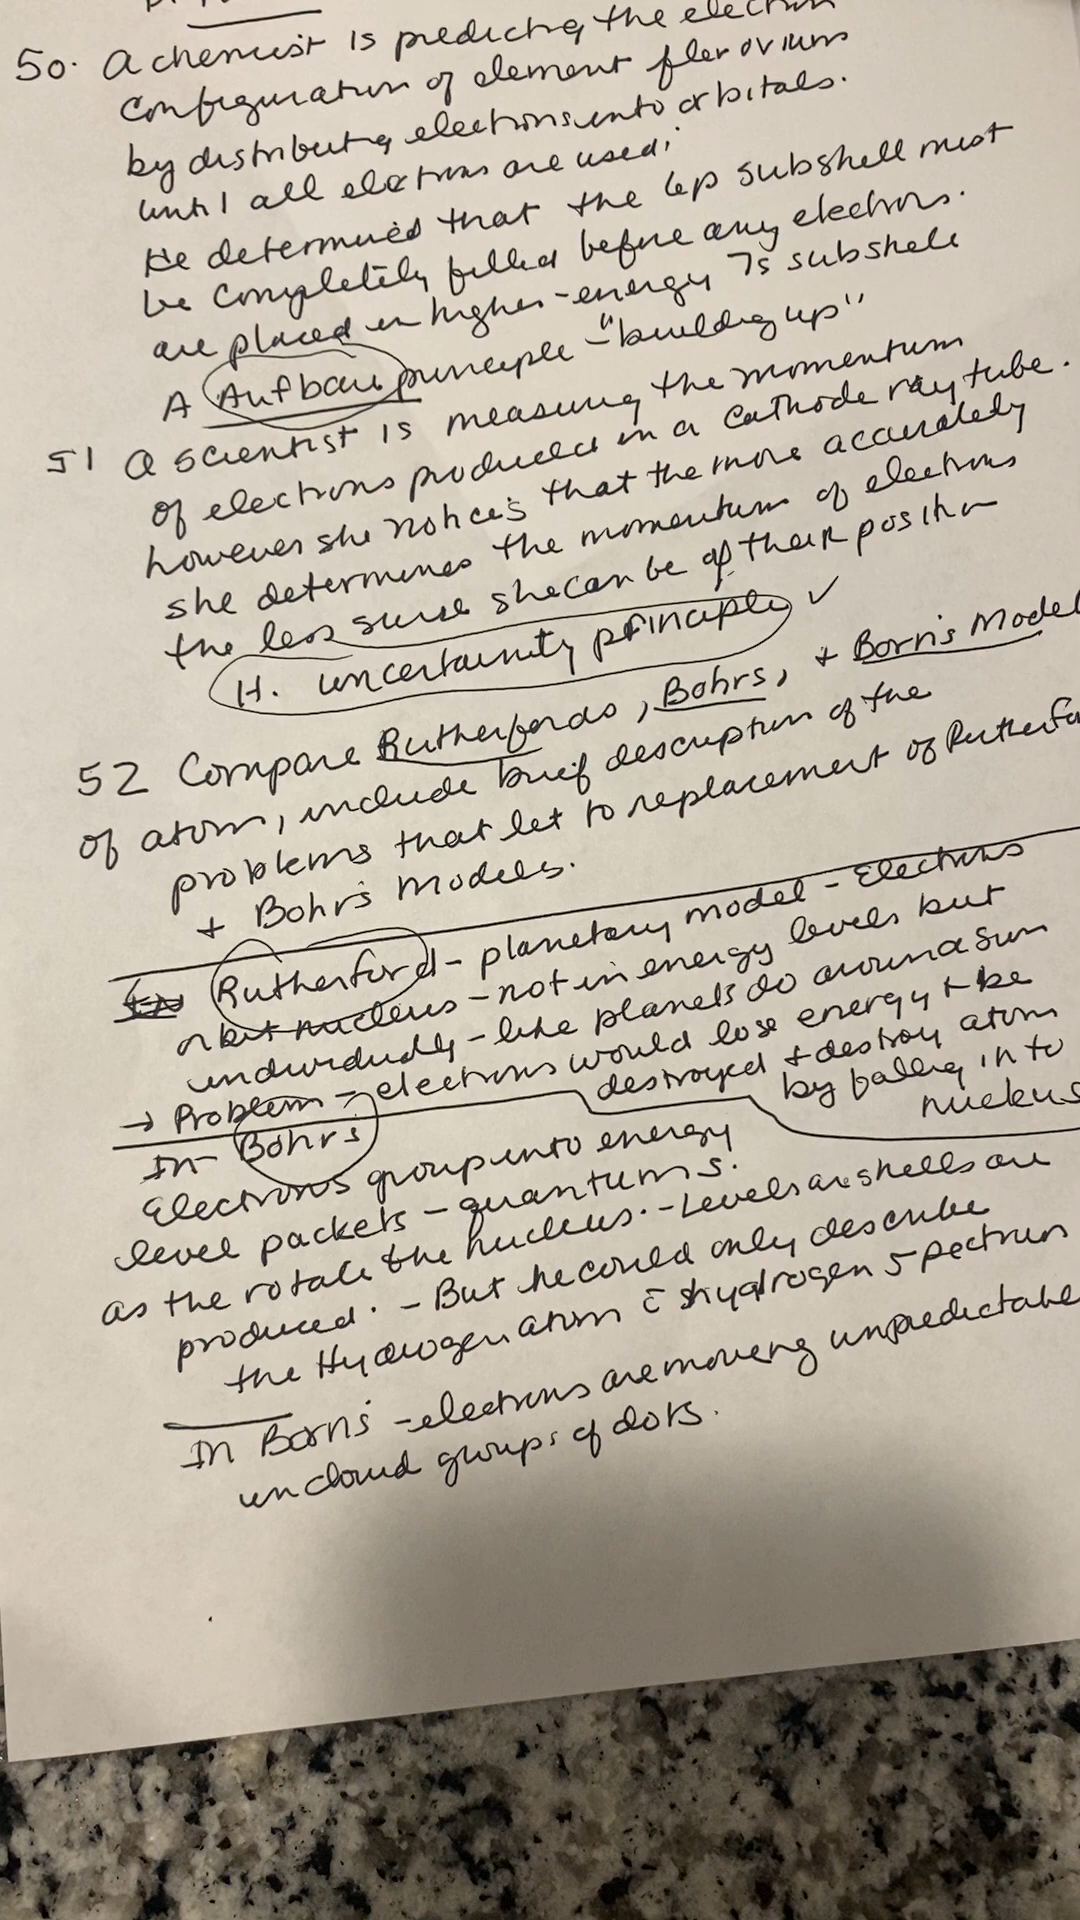 50. A chemist is predicting the electron
configuration of element flerovium
by distributing electrons into orbitals.
until all electrons are used;
He determined that the 6p subshell must
be completely filled before any electrons.
are placed in higher-energy 7s subshell
A Aufbau principle - "building up"
51 A scientist is measuring the momentum
of electrons produced in a cathode ray tube.
however she notices that the more accurately
she determines the momentum of electrons
the less sure she can be of their position
H. uncertainity principle ✓
52 Compare Rutherfords, Bohrs, + Born's Model
of atom, include brief description of the
problems that let to replacement of Rutherfo
+ Bohr's Models.
Rutherford - planetary model - Electrons
orbit nucleus - not in energy levels but
individually - like planets do around a sun
→ Problem - electrons would lose energy + be
destroyed + destroy atom
by falling in to
nucleus
In Bohr's
Electrons group into energy
level packets - quantums.
as the rotate the nucleus. - Levels as shells are
produced. - But he could only describe
the Hydrogen atom c̄ hydrogen spectrum
In Born's - electrons are moving unpredictable
in cloud groups of dots.